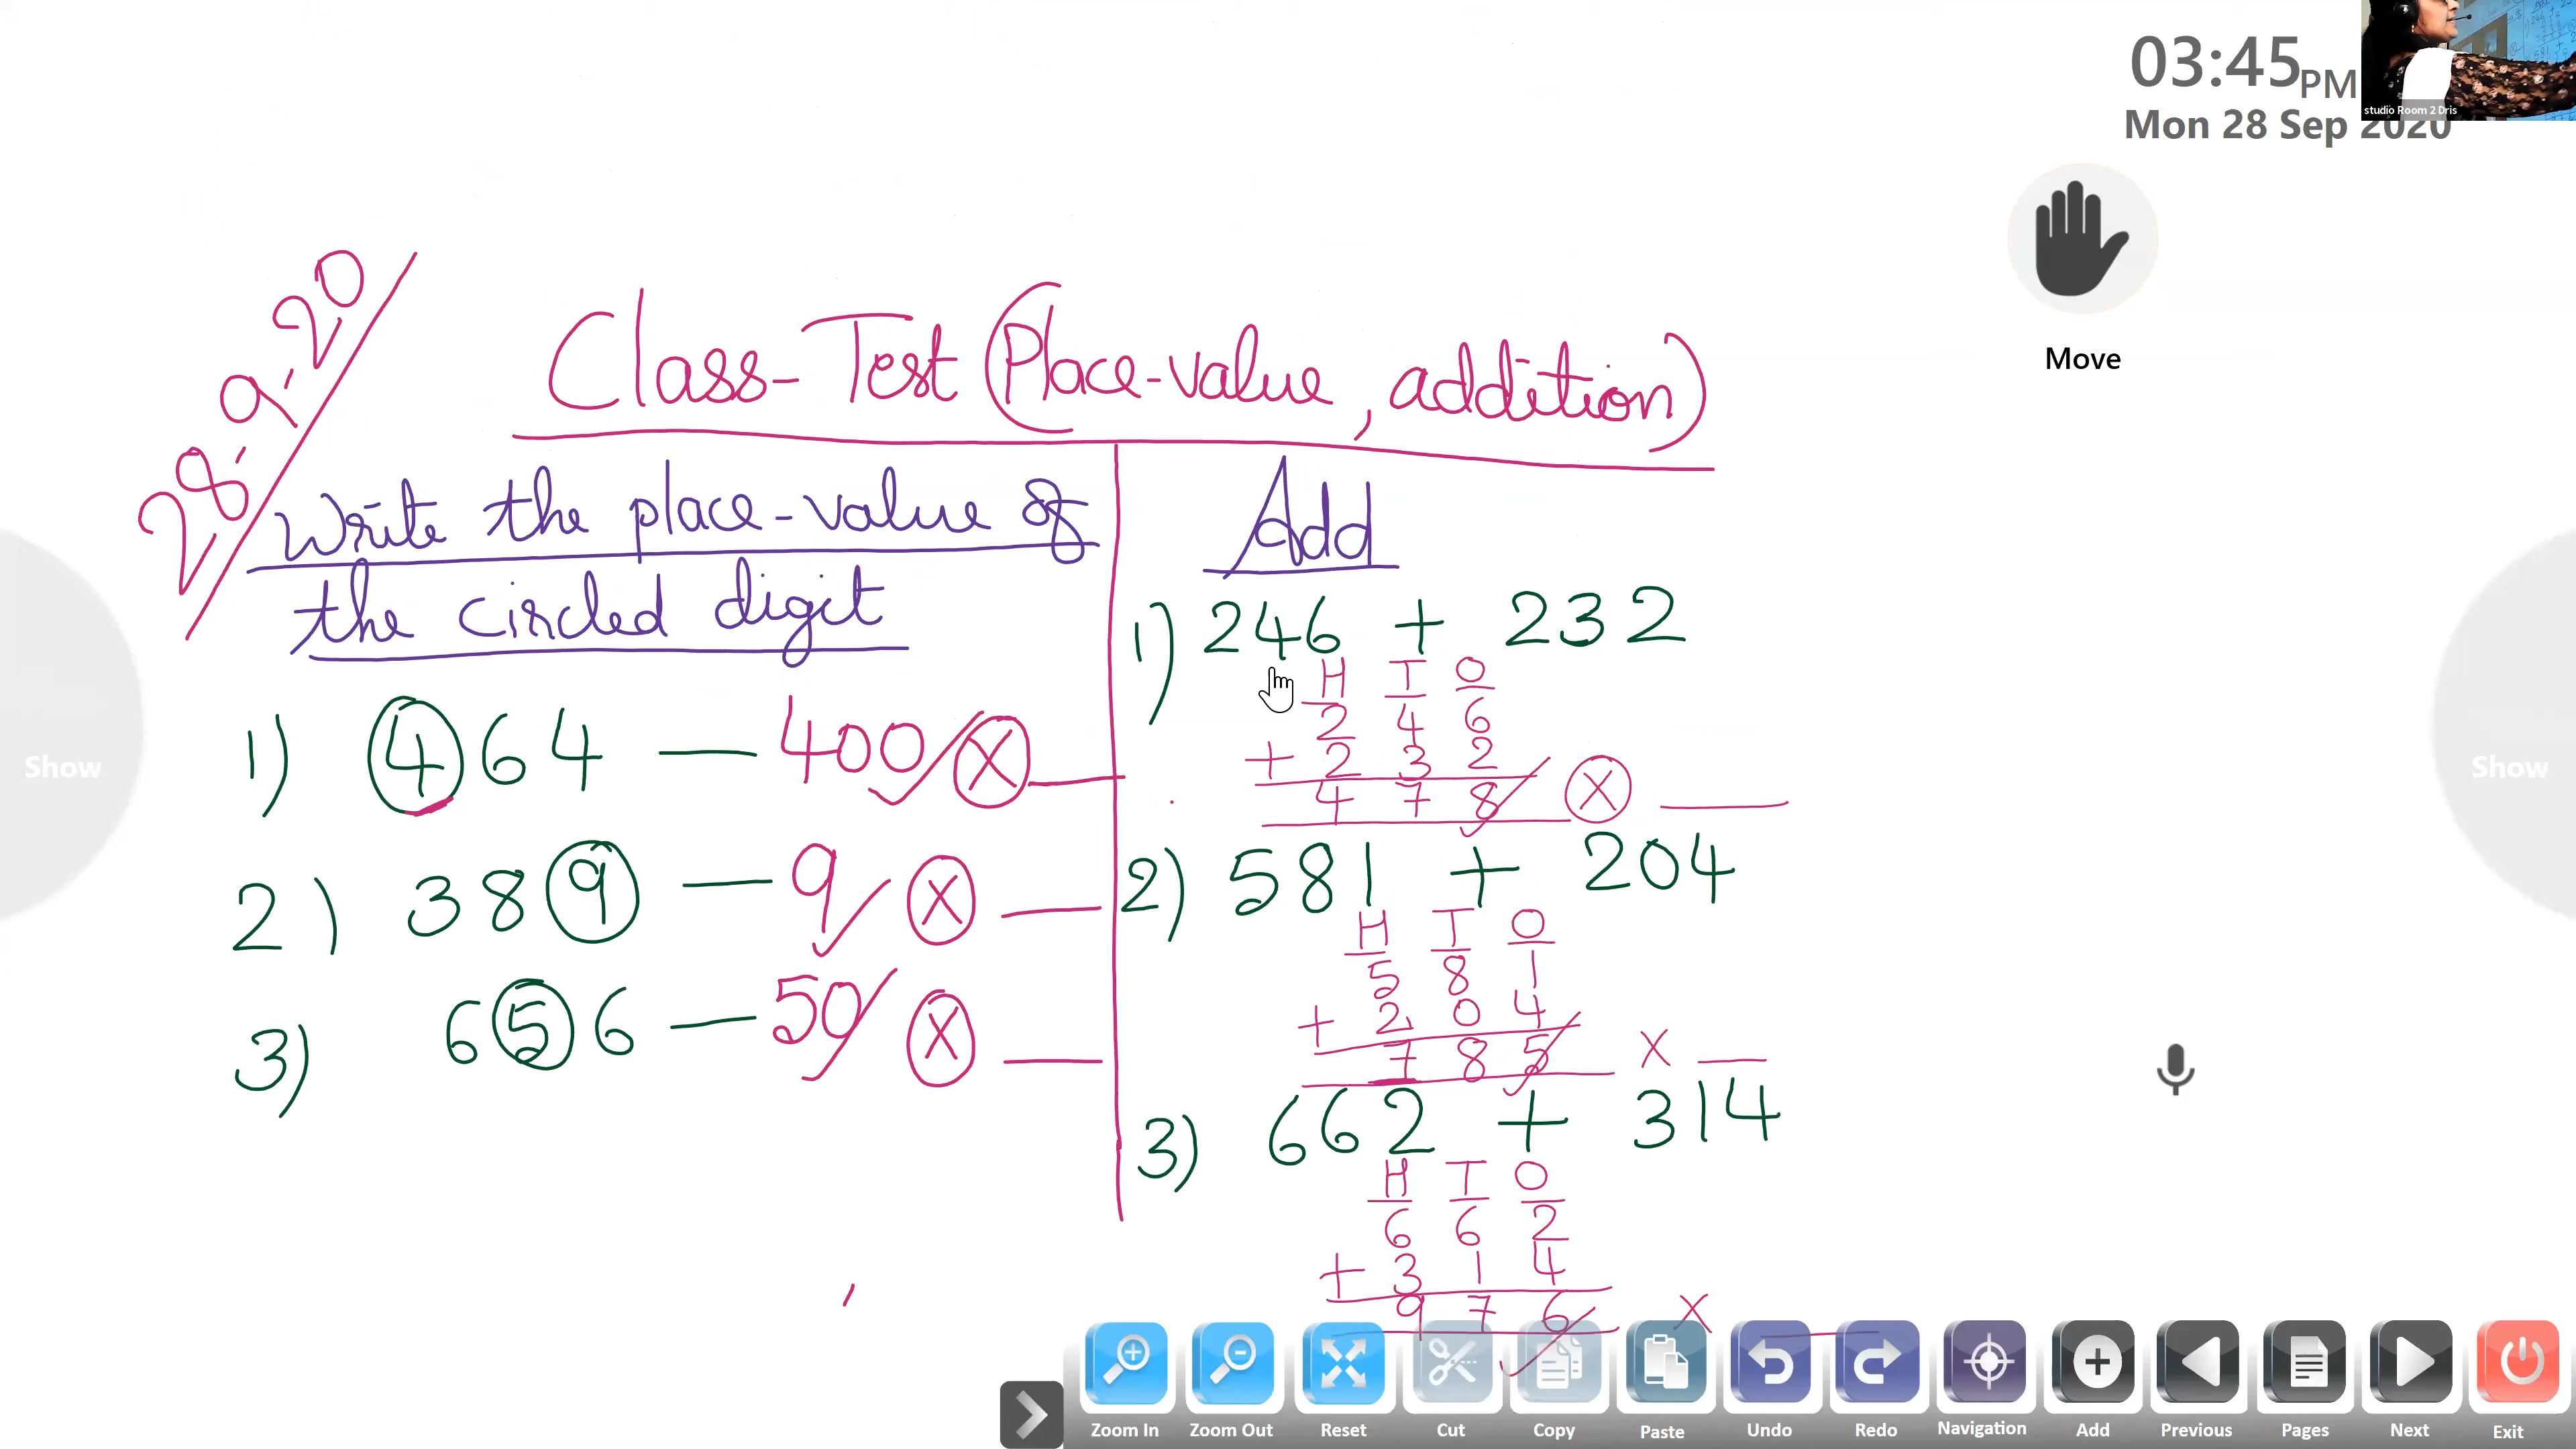 03:45 PM
studio Room 2 Dris
Mon 28 Sep 2020
Move
28-9-20
Class-Test (Place-value, addition)
Write the place-value of
the circled digit
1) 464 — 400 X
2) 389 — 9 X
3) 656 — 50 X
Add
1) 246 + 232
H T O
2 4 6
+ 2 3 2
4 7 8 X
2) 581 + 204
H T O
5 8 1
+ 2 0 4
7 8 5 X
3) 662 + 314
H T O
6 6 2
+ 3 1 4
9 7 6 X
Show
Show
Zoom In Zoom Out Reset Cut Copy Paste Undo Redo Navigation Add Previous Pages Next Exit